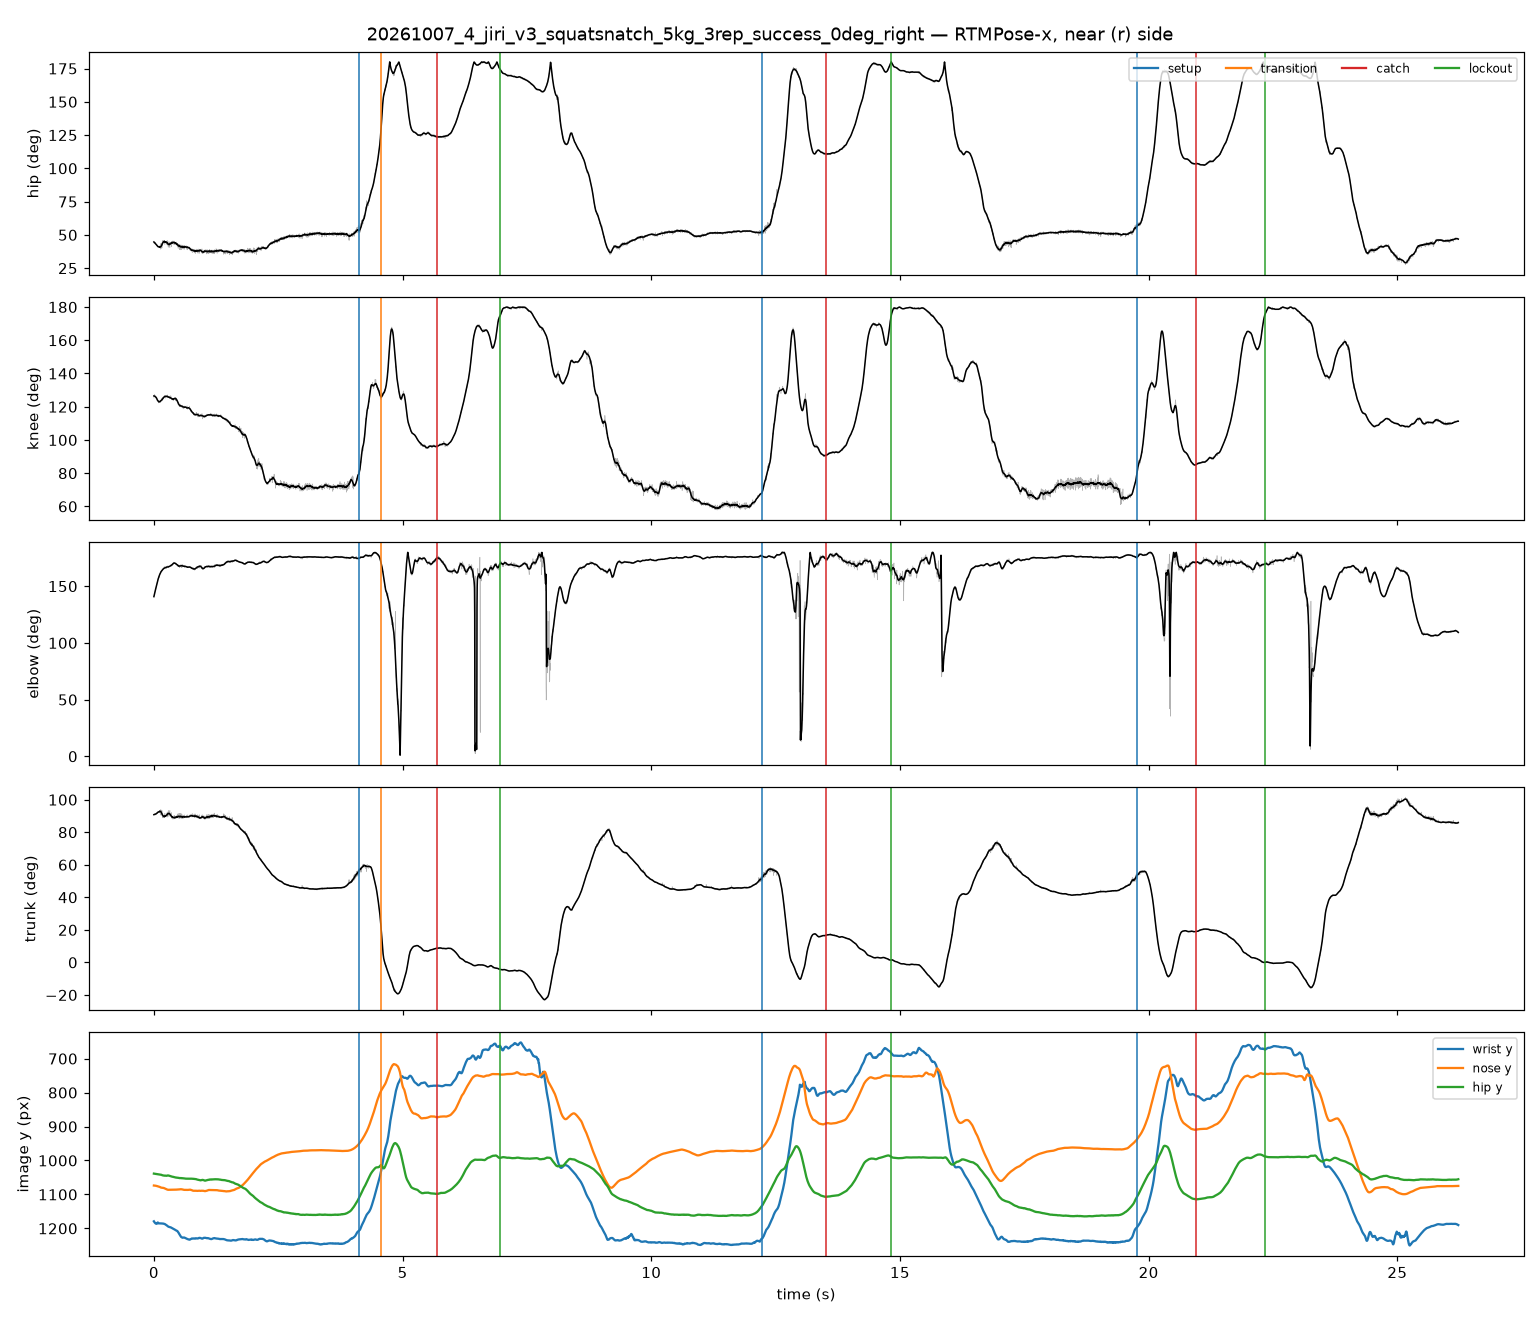 20261007_4_jiri_v3_squatsnatch_5kg_3rep_success_0deg_right — RTMPose-x, near (r) side
setup transition catch lockout
hip (deg)
175
150
125
100
75
50
25
knee (deg)
180
160
140
120
100
80
60
elbow (deg)
150
100
50
0
trunk (deg)
100
80
60
40
20
0
−20
wrist y
nose y
hip y
image y (px)
700
800
900
1000
1100
1200
0 5 10 15 20 25
time (s)